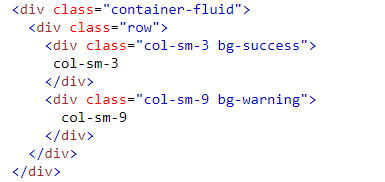 <div class="container-fluid">
<div class="row">
<div class="col-sm-3 bg-success">
col-sm-3
</div>
<div class="col-sm-9 bg-warning">
col-sm-9
</div>
</div>
</div>